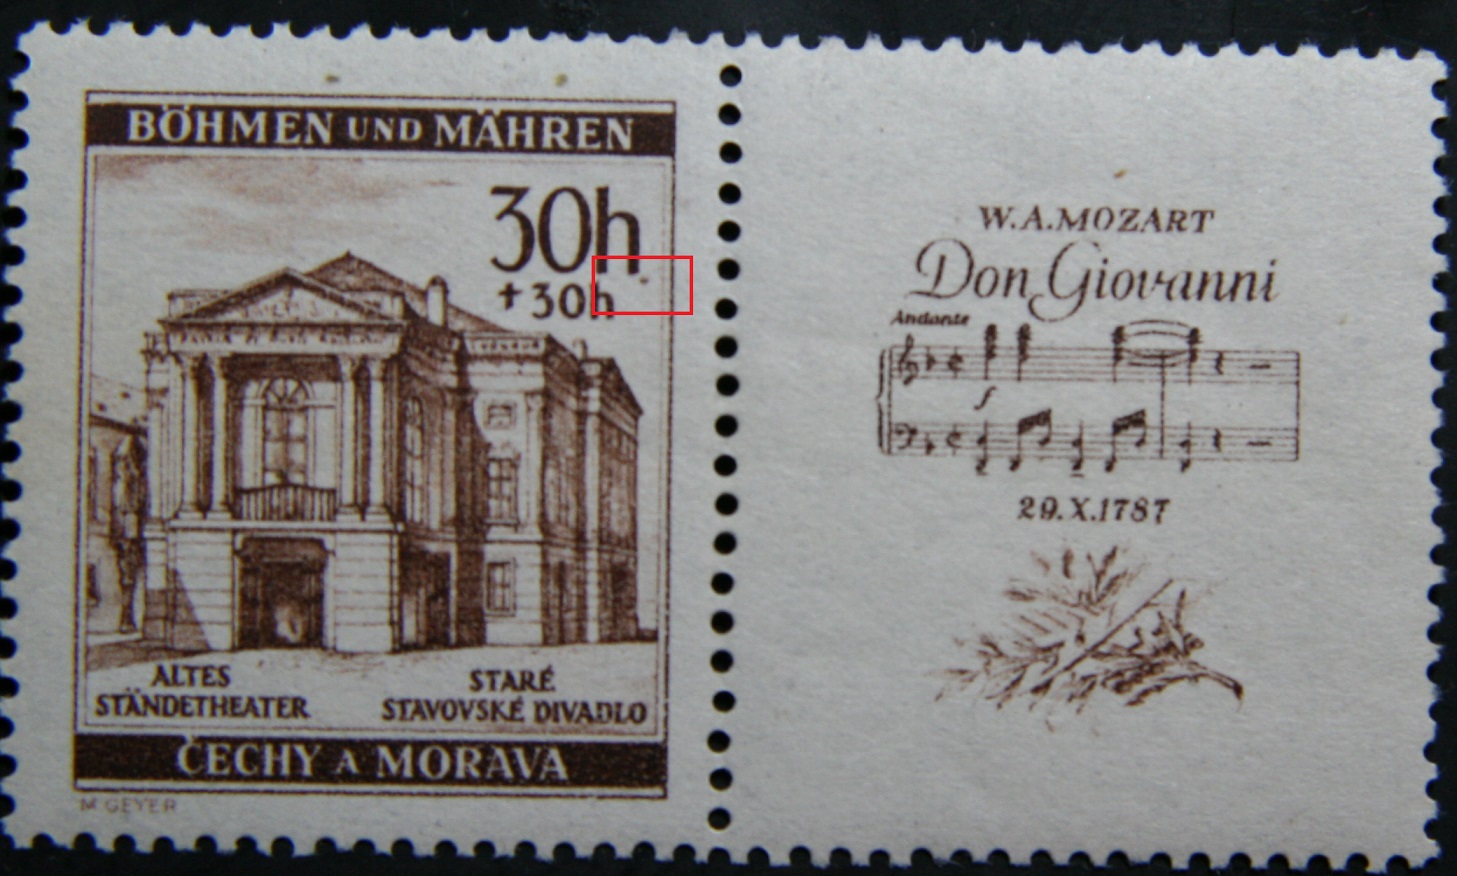 BÖHMEN UND MÄHREN
30h
+30h
ALTES
STÄNDETHEATER
STARÉ
STAVOVSKÉ DIVADLO
ČECHY A MORAVA
M GEYER
W.A.MOZART
Don Giovanni
Andante
f
29.X.1787